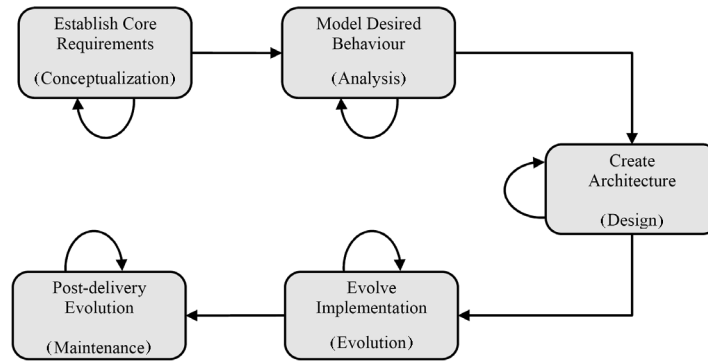 Establish Core
Requirements
(Conceptualization)
Model Desired
Behaviour
(Analysis)
Create
Architecture
(Design)
Evolve
Implementation
(Evolution)
Post-delivery
Evolution
(Maintenance)